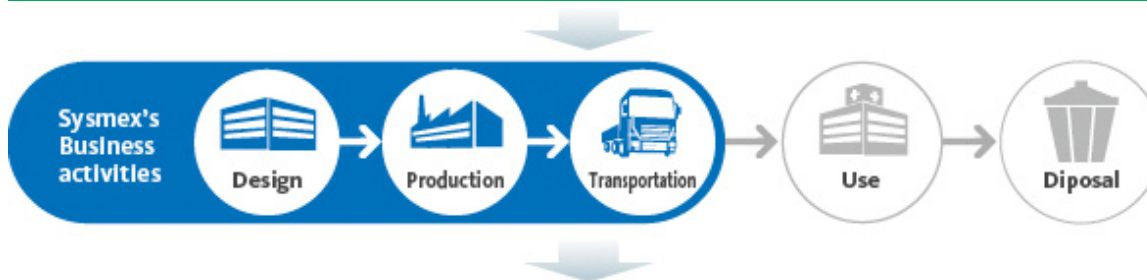 Sysmex's
Business
activities
Design
Production
Transportation
Use
Diposal